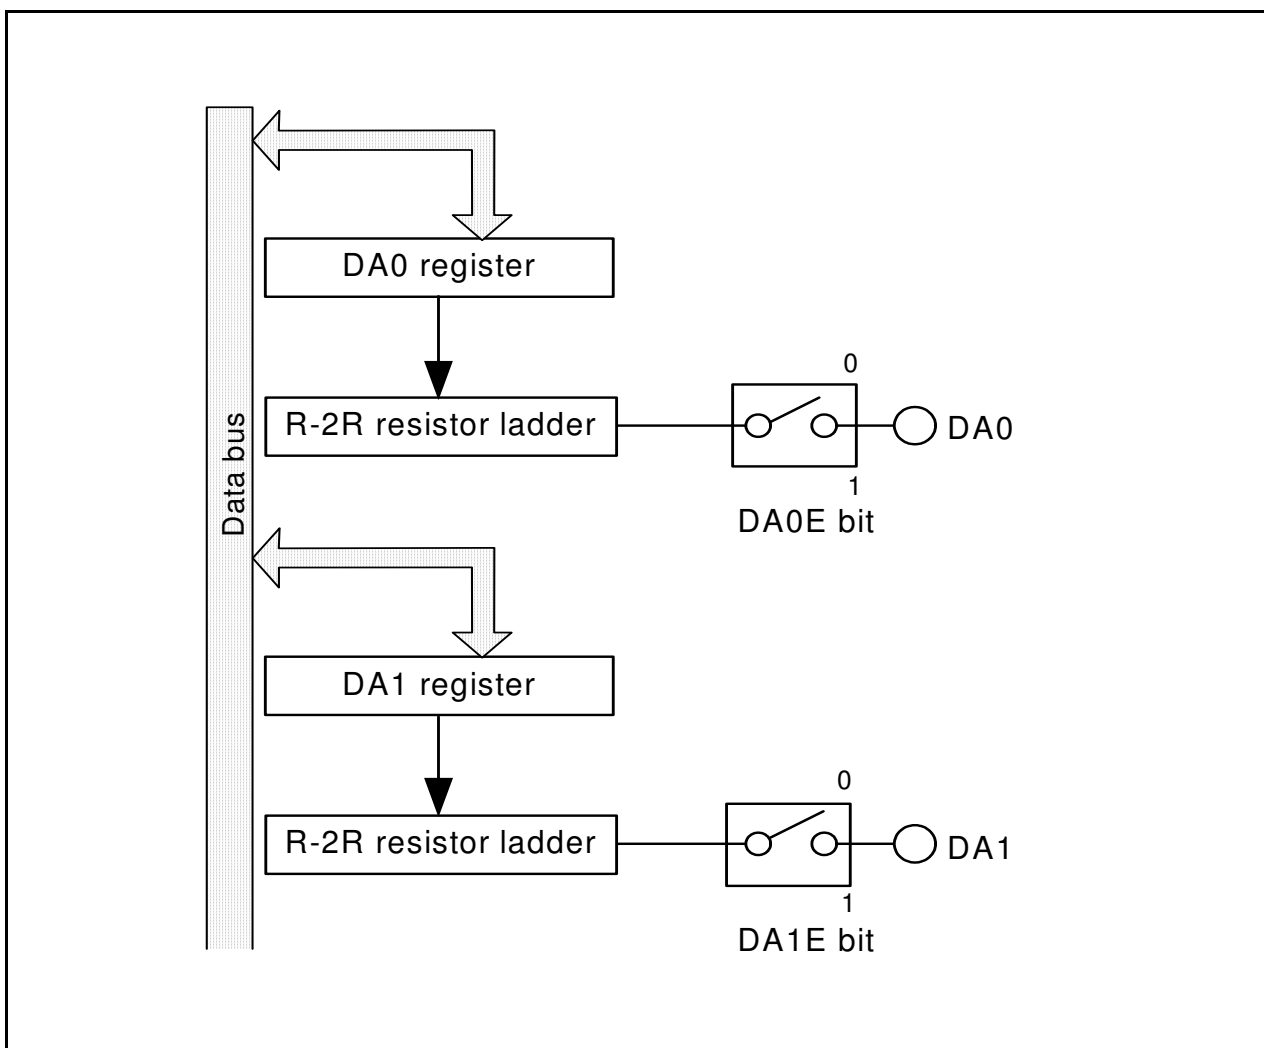 DA0 register
R-2R resistor ladder
0
DA0
1
DA0E bit
Data bus
DA1 register
R-2R resistor ladder
0
DA1
1
DA1E bit